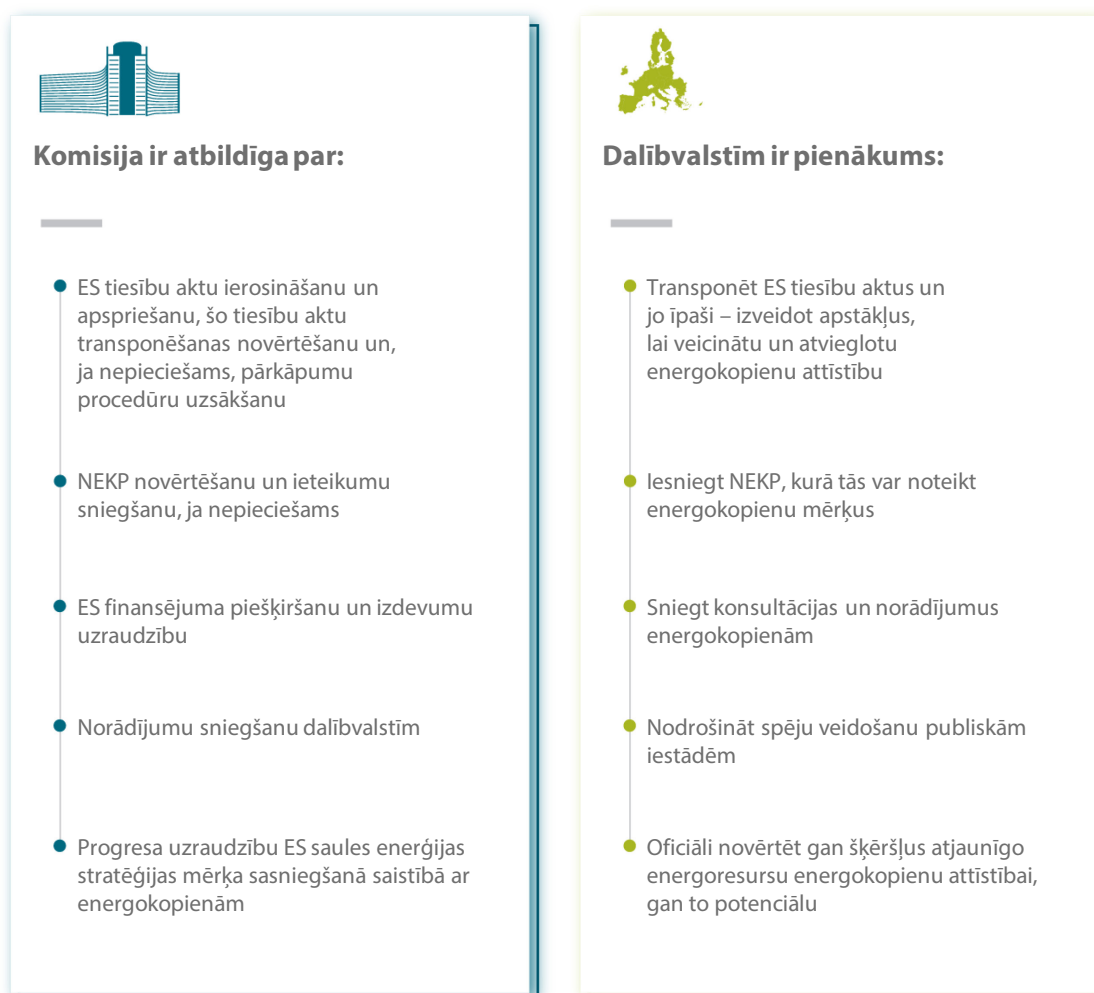 Komisija ir atbildīga par:
ES tiesību aktu ierosināšanu un
apspriešanu, šo tiesību aktu
transponēšanas novērtēšanu un,
ja nepieciešams, pārkāpumu
procedūru uzsākšanu
NEKP novērtēšanu un ieteikumu
sniegšanu, ja nepieciešams
ES finansējuma piešķiršanu un izdevumu
uzraudzību
Norādījumu sniegšanu dalībvalstīm
Progresa uzraudzību ES saules enerģijas
stratēģijas mērķa sasniegšanā saistībā ar
energokopienām
Dalībvalstīm ir pienākums:
Transponēt ES tiesību aktus un
jo īpaši – izveidot apstākļus,
lai veicinātu un atvieglotu
energokopienu attīstību
Iesniegt NEKP, kurā tās var noteikt
energokopienu mērķus
Sniegt konsultācijas un norādījumus
energokopienām
Nodrošināt spēju veidošanu publiskām
iestādēm
Oficiāli novērtēt gan šķēršļus atjaunīgo
energoresursu energokopienu attīstībai,
gan to potenciālu